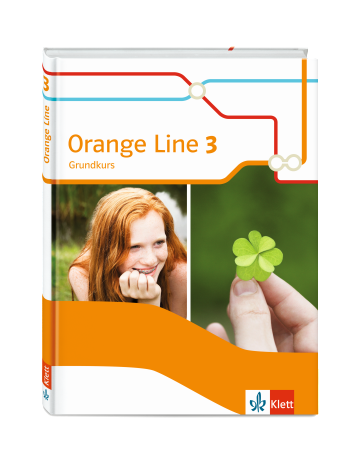 Orange Line 3
Grundkurs
3
Orange Line
Klett
Klett